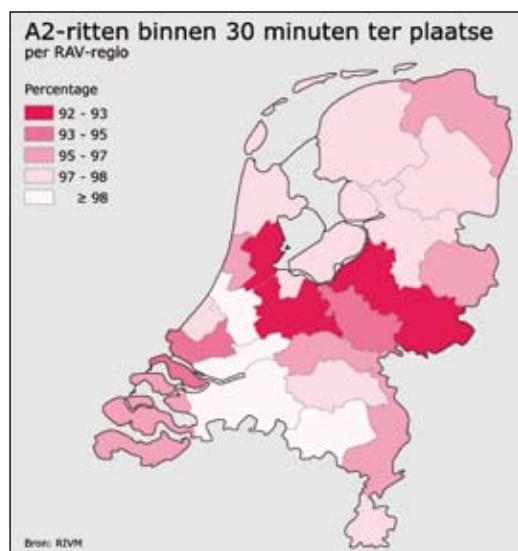 A2-ritten binnen 30 minuten ter plaatse
per RAV-regio
Percentage
92 - 93
93 - 95
95 - 97
97 - 98
≥ 98
Bron: RIVM